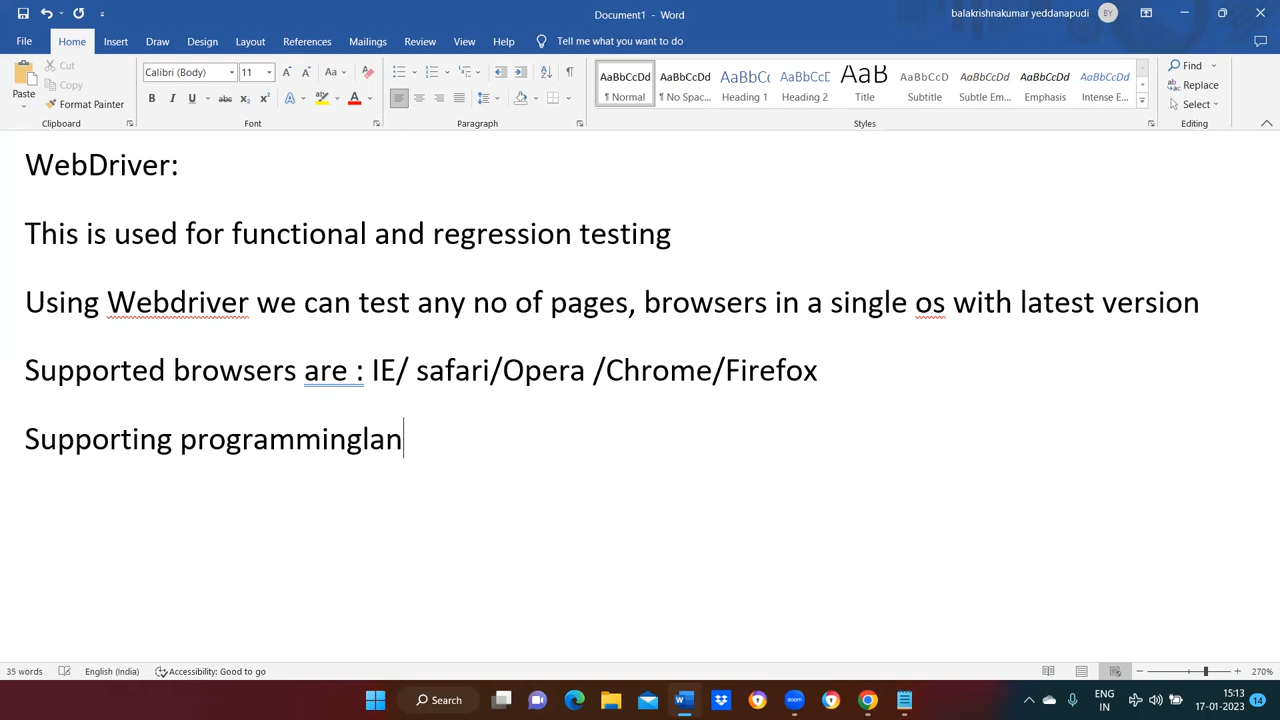 Document1 - Word
balakrishnakumar yeddanapudi BY
File Home Insert Draw Design Layout References Mailings Review View Help Tell me what you want to do
Paste
Cut
Copy
Format Painter
Clipboard
Calibri (Body) 11
Font
Paragraph
AaBbCcDd AaBbCcDd AaBbCc AaBbCcE AaB AaBbCcDd AaBbCcDd AaBbCcDd AaBbCcDd
¶ Normal ¶ No Spac... Heading 1 Heading 2 Title Subtitle Subtle Em... Emphasis Intense E...
Styles
Find
Replace
Select
Editing
WebDriver:
This is used for functional and regression testing
Using Webdriver we can test any no of pages, browsers in a single os with latest version
Supported browsers are : IE/ safari/Opera /Chrome/Firefox
Supporting programminglan
35 words English (India) Accessibility: Good to go 270%
Search
ENG
IN
15:13
17-01-2023
14